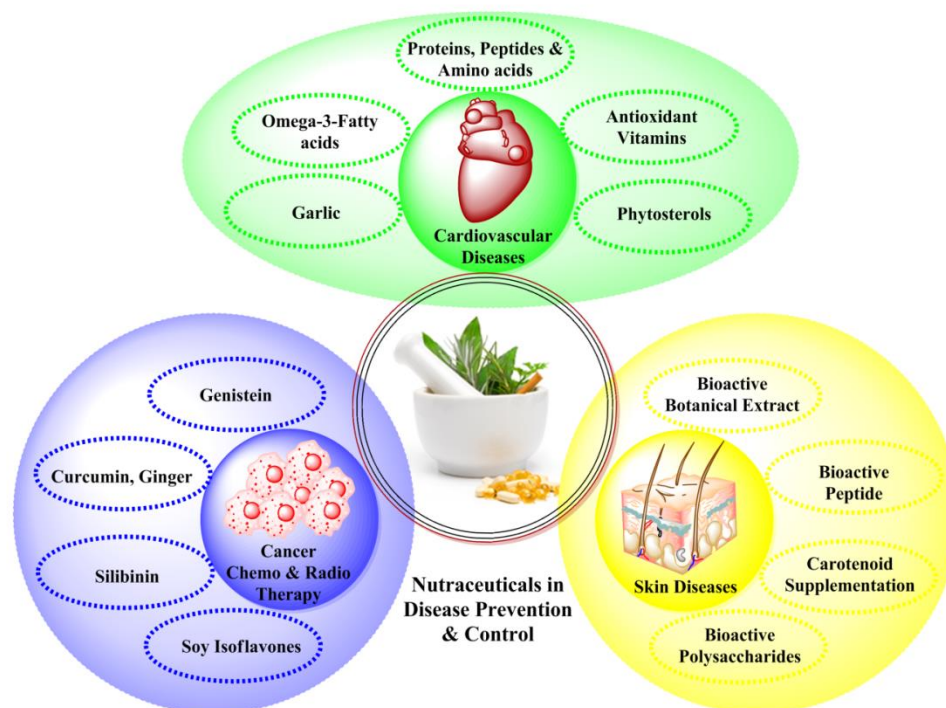 Proteins, Peptides &
Amino acids
Omega-3-Fatty
acids
Antioxidant
Vitamins
Garlic
Phytosterols
Cardiovascular
Diseases
Genistein
Curcumin, Ginger
Silibinin
Soy Isoflavones
Cancer
Chemo & Radio
Therapy
Bioactive
Botanical Extract
Bioactive
Peptide
Carotenoid
Supplementation
Bioactive
Polysaccharides
Skin Diseases
Nutraceuticals in
Disease Prevention
& Control